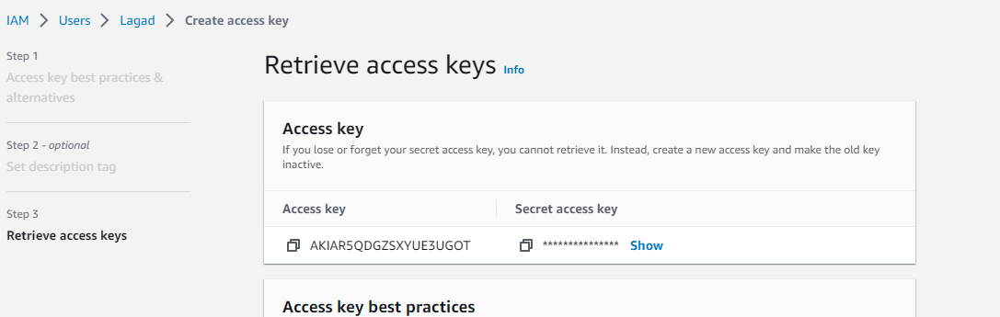 IAM > Users > Lagad > Create access key
Step 1
Access key best practices &
alternatives
Step 2 - optional
Set description tag
Step 3
Retrieve access keys
Retrieve access keys Info
Access key
If you lose or forget your secret access key, you cannot retrieve it. Instead, create a new access key and make the old key
inactive.
Access key Secret access key
AKIAR5QDGZSXYUE3UGOT *************** Show
Access key best practices